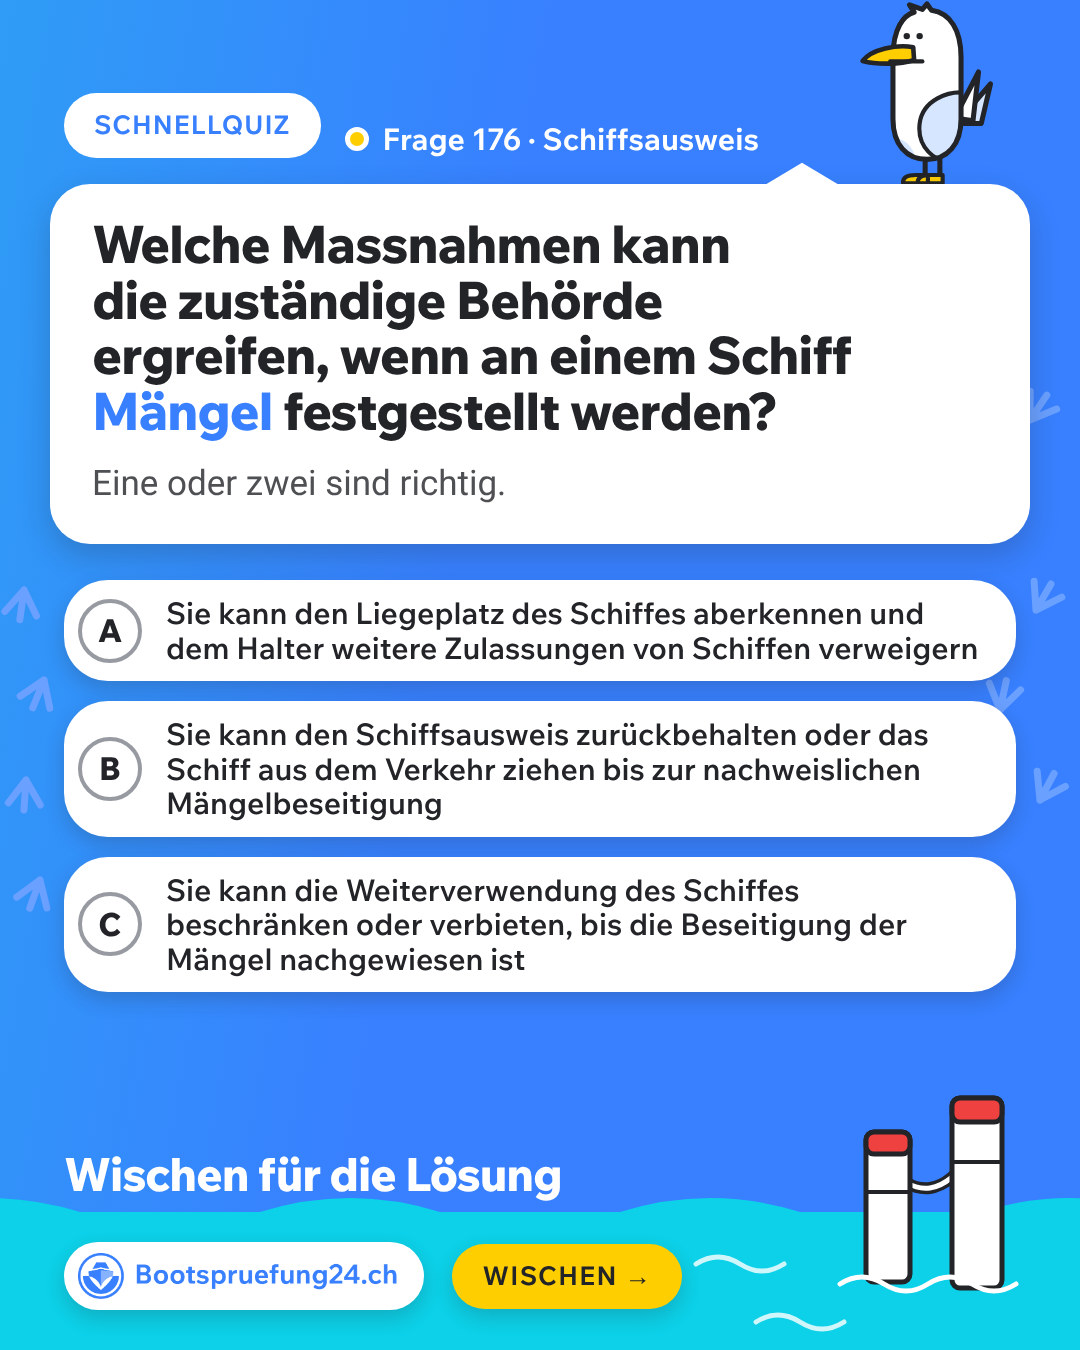 SCHNELLQUIZ
Frage 176 · Schiffsausweis
Welche Massnahmen kann
die zuständige Behörde
ergreifen, wenn an einem Schiff
Mängel festgestellt werden?
Eine oder zwei sind richtig.
A
Sie kann den Liegeplatz des Schiffes aberkennen und
dem Halter weitere Zulassungen von Schiffen verweigern
B
Sie kann den Schiffsausweis zurückbehalten oder das
Schiff aus dem Verkehr ziehen bis zur nachweislichen
Mängelbeseitigung
C
Sie kann die Weiterverwendung des Schiffes
beschränken oder verbieten, bis die Beseitigung der
Mängel nachgewiesen ist
Wischen für die Lösung
Bootspruefung24.ch
WISCHEN →